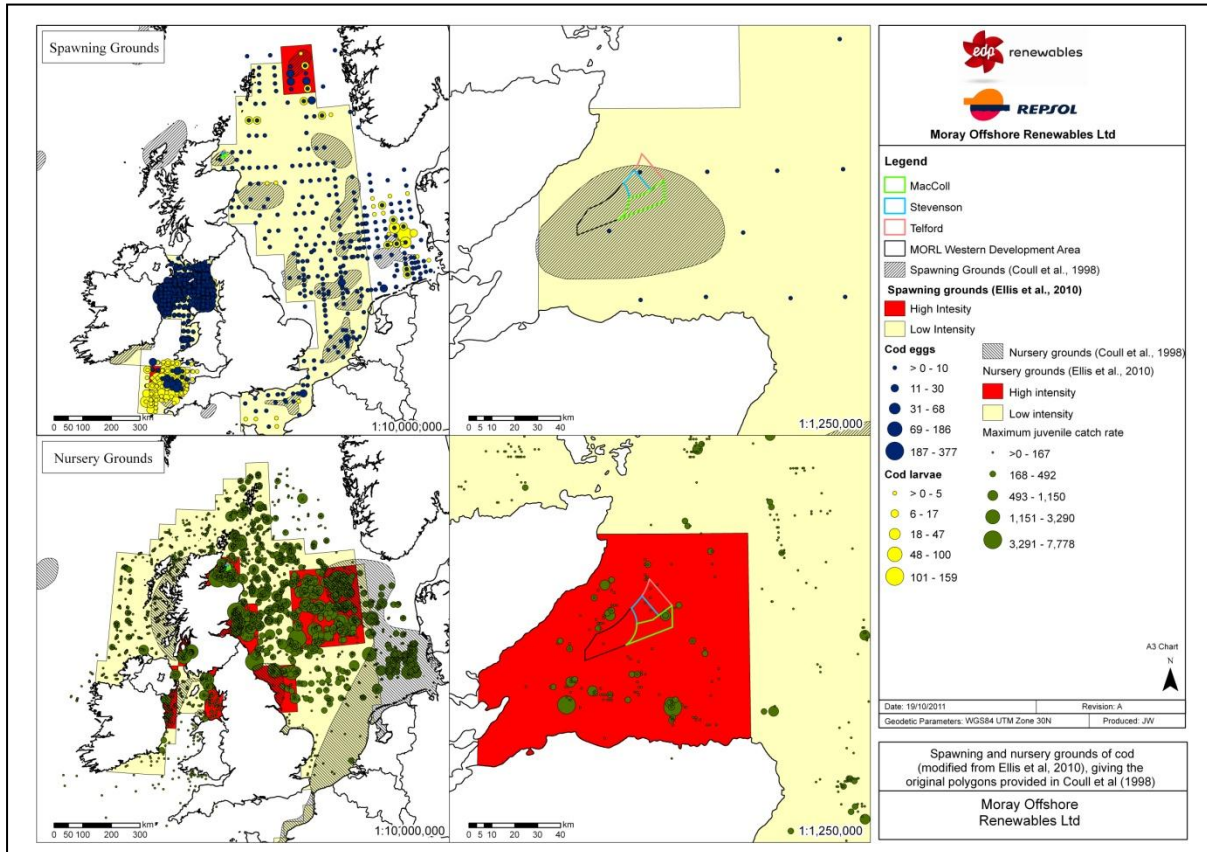 Spawning Grounds
0 50 100 200 300
km
1:10,000,000
0 5 10 20 30 40
km
1:1,250,000
Nursery Grounds
0 50 100 200 300
km
1:10,000,000
0 5 10 20 30 40
km
1:1,250,000
edp renewables
REPSOL
Moray Offshore Renewables Ltd
Legend
MacColl
Stevenson
Telford
MORL Western Development Area
Spawning Grounds (Coull et al., 1998)
Spawning grounds (Ellis et al., 2010)
High Intesity
Low Intensity
Cod eggs
> 0 - 10
11 - 30
31 - 68
69 - 186
187 - 377
Cod larvae
> 0 - 5
6 - 17
18 - 47
48 - 100
101 - 159
Nursery grounds (Coull et al., 1998)
Nursery grounds (Ellis et al., 2010)
High intensity
Low intensity
Maximum juvenile catch rate
>0 - 167
168 - 492
493 - 1,150
1,151 - 3,290
3,291 - 7,778
A3 Chart
N
Date: 19/10/2011 Revision: A
Geodetic Parameters: WGS84 UTM Zone 30N Produced: JW
Spawning and nursery grounds of cod
(modified from Ellis et al, 2010), giving the
original polygons provided in Coull et al (1998)
Moray Offshore
Renewables Ltd